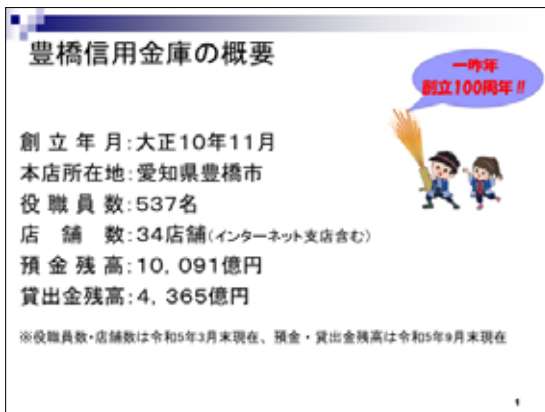 豊橋信用金庫の概要
一昨年
創立100周年!!
創立年月:大正10年11月
本店所在地:愛知県豊橋市
役職員数:537名
店舗数:34店舗(インターネット支店含む)
預金残高:10,091億円
貸出金残高:4,365億円
※役職員数・店舗数は令和5年3月末現在、預金・貸出金残高は令和5年9月末現在
1